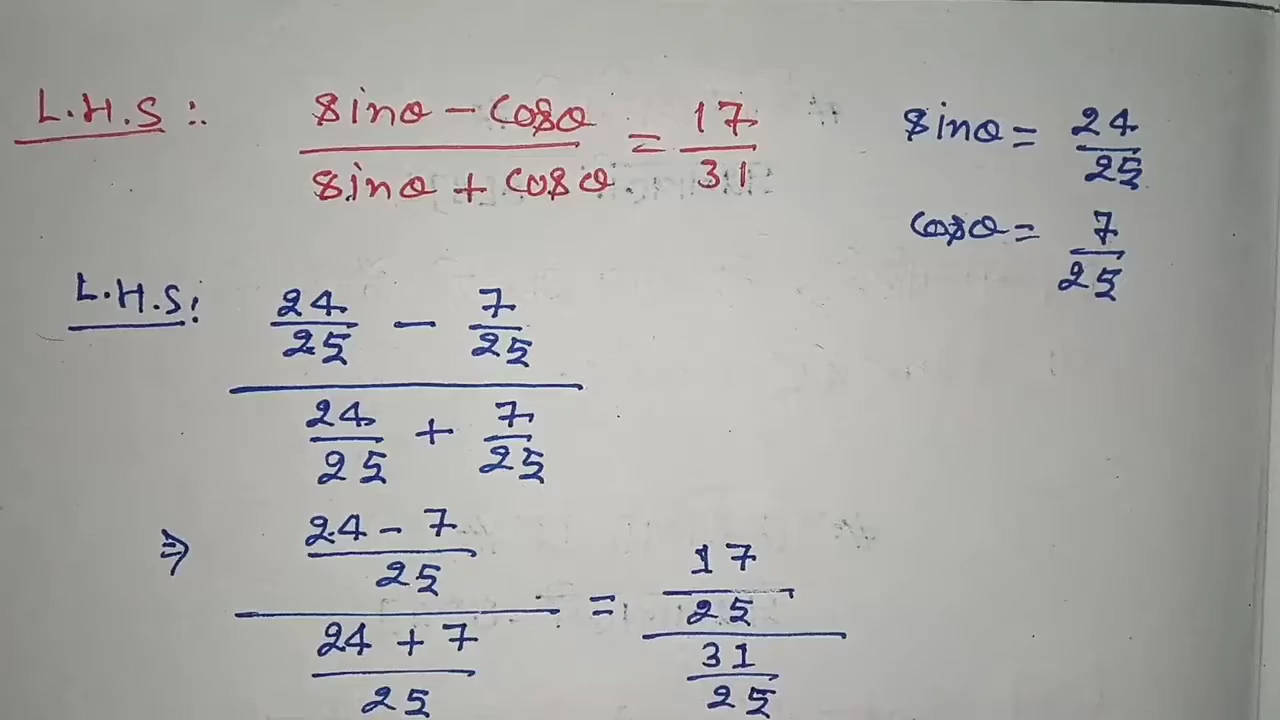 L.H.S :. sinθ - cosθ / sinθ + cosθ = 17 / 31
sinθ = 24 / 25
cosθ = 7 / 25
L.H.S: 24 / 25 - 7 / 25
24 / 25 + 7 / 25
⇒ 24 - 7 / 25 = 17 / 25
24 + 7 / 25 31 / 25